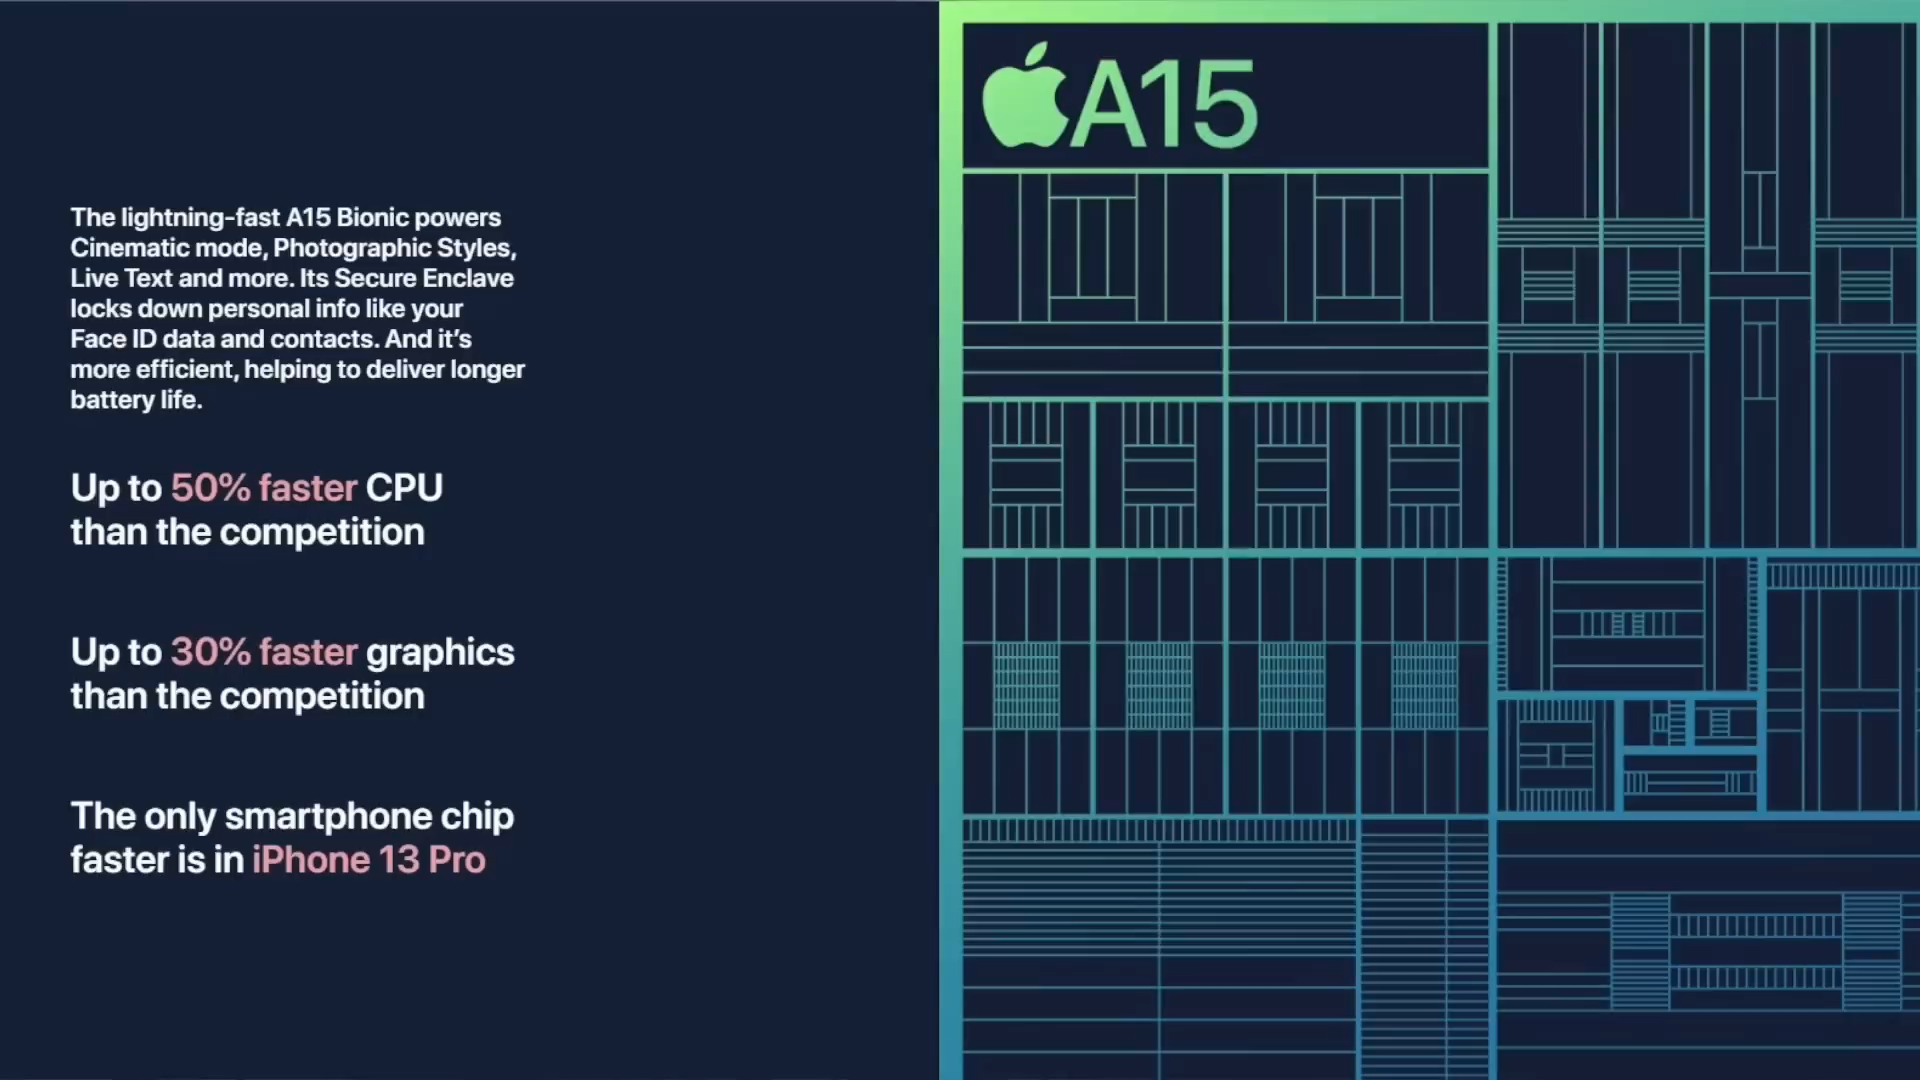 A15
The lightning-fast A15 Bionic powers
Cinematic mode, Photographic Styles,
Live Text and more. Its Secure Enclave
locks down personal info like your
Face ID data and contacts. And it’s
more efficient, helping to deliver longer
battery life.
Up to 50% faster CPU
than the competition
Up to 30% faster graphics
than the competition
The only smartphone chip
faster is in iPhone 13 Pro